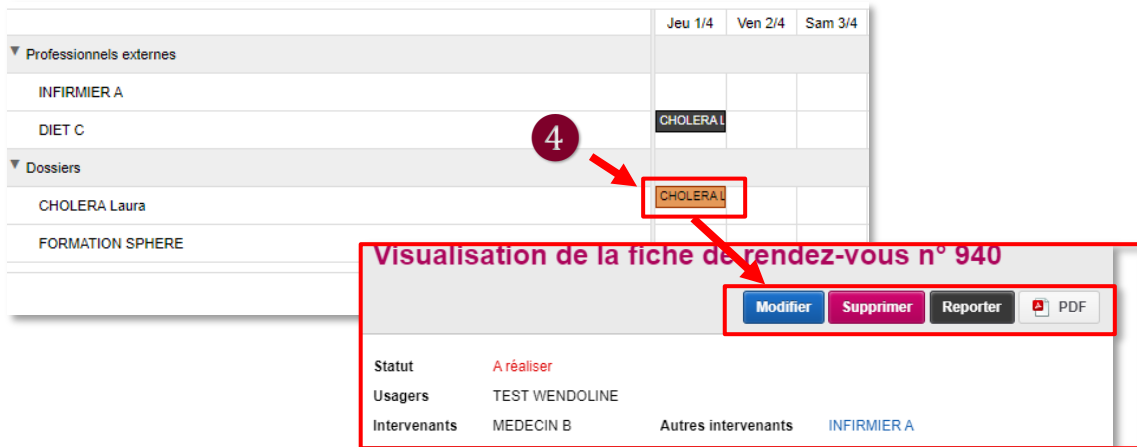 Jeu 1/4 Ven 2/4 Sam 3/4
Professionnels externes
INFIRMIER A
DIET C CHOLERA L
4
Dossiers
CHOLERA Laura CHOLERA L
FORMATION SPHERE
Visualisation de la fiche de rendez-vous n° 940
Modifier Supprimer Reporter PDF
Statut A réaliser
Usagers TEST WENDOLINE
Intervenants MEDECIN B Autres intervenants INFIRMIER A